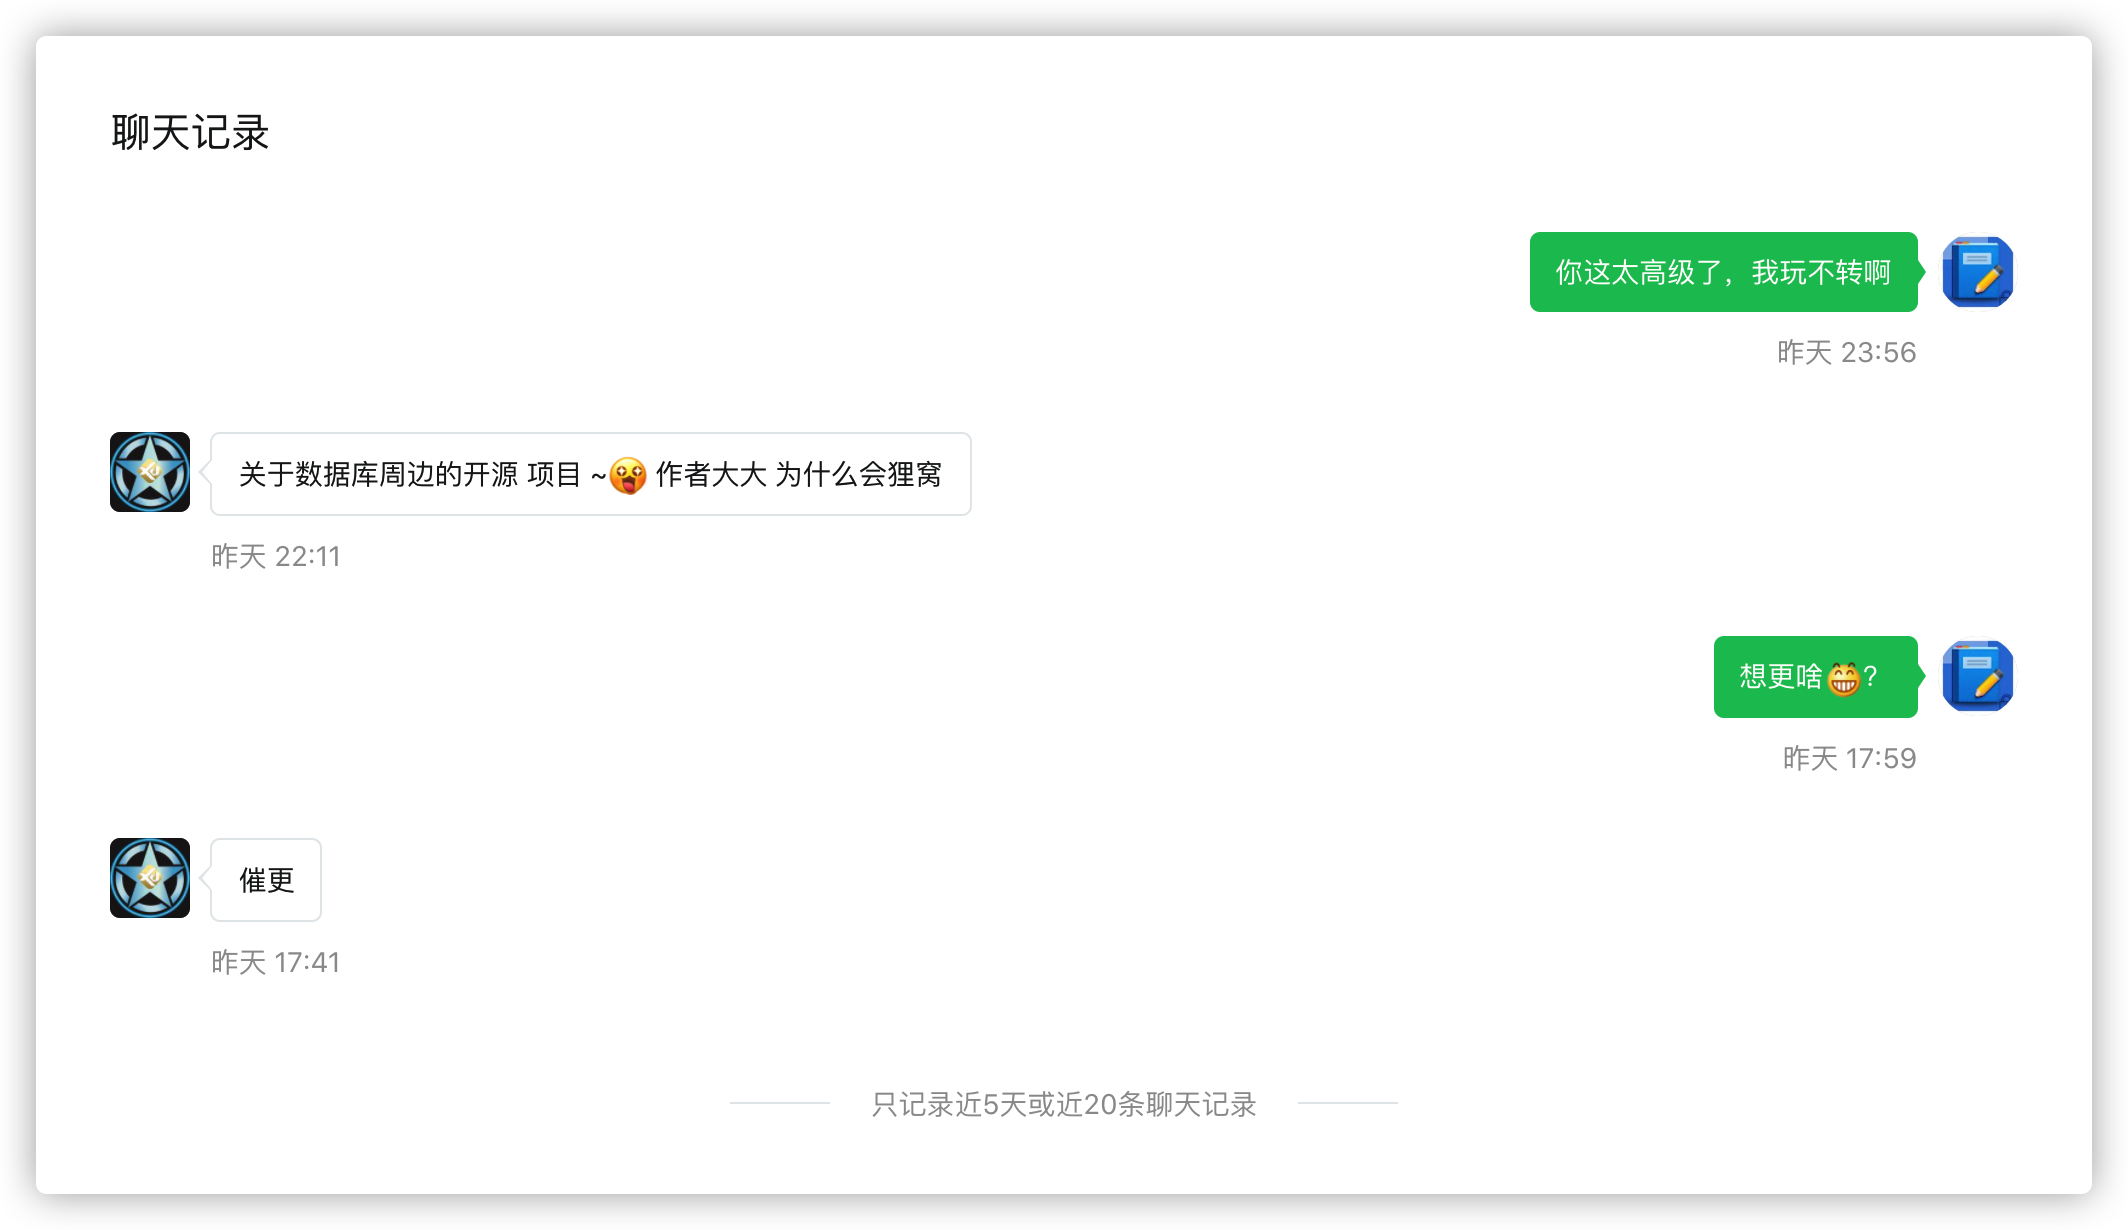 聊天记录
你这太高级了，我玩不转啊
昨天 23:56
关于数据库周边的开源 项目 ~😲 作者大大 为什么会狸窝
昨天 22:11
想更啥😁?
昨天 17:59
催更
昨天 17:41
只记录近5天或近20条聊天记录